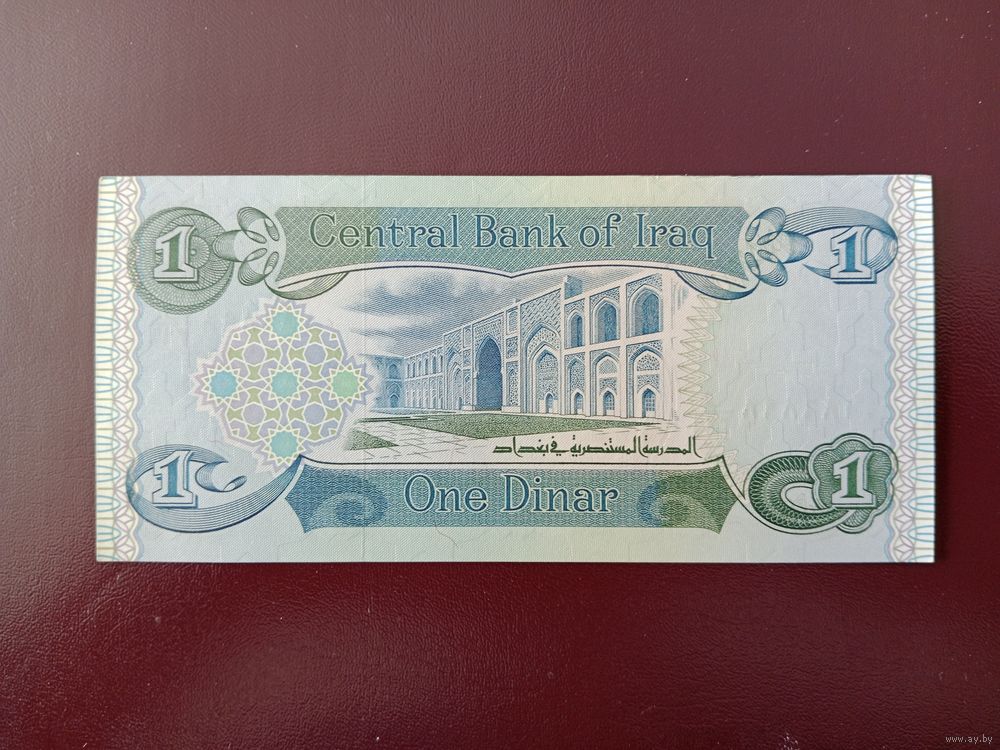 1 Central Bank of Iraq 1
المدرسة المستنصرية في بغداد
1 One Dinar 1
www.ay.by